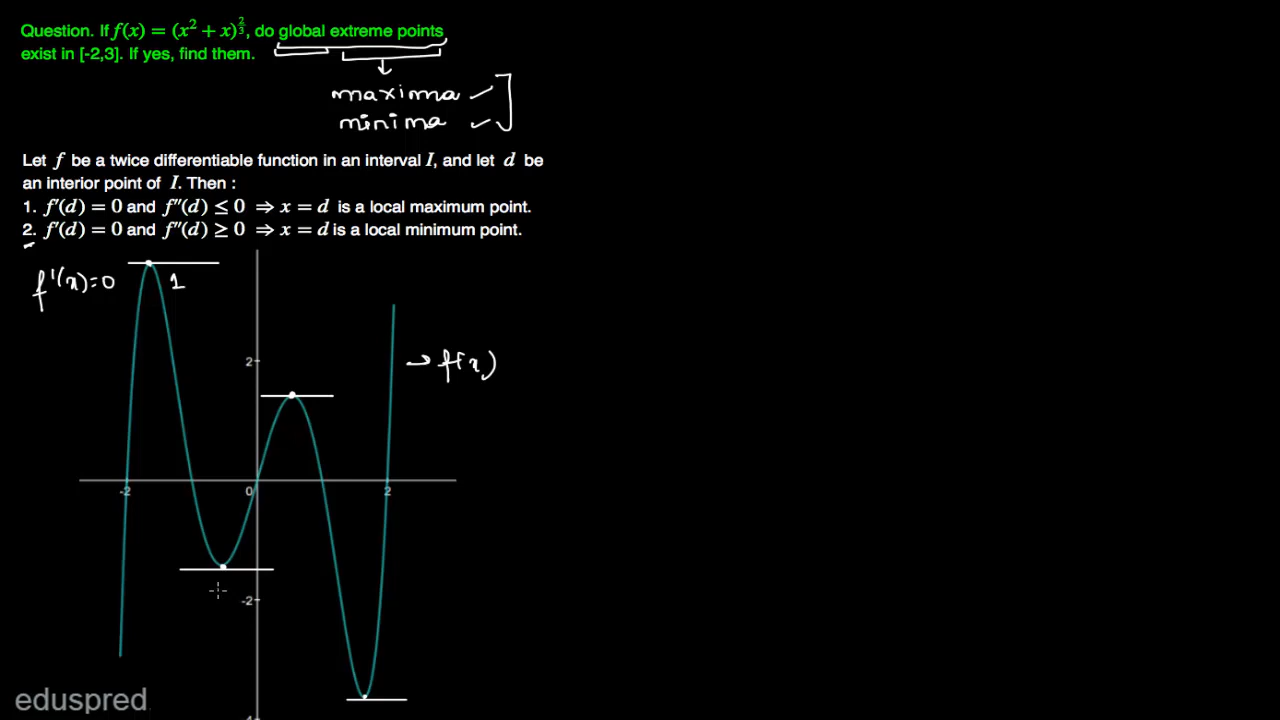 Question. If f(x) = (x² + x)^(2/3), do global extreme points
exist in [-2,3]. If yes, find them.
maxima
minima
Let f be a twice differentiable function in an interval I, and let d be
an interior point of I. Then :
1. f′(d) = 0 and f″(d) ≤ 0 ⇒ x = d is a local maximum point.
2. f′(d) = 0 and f″(d) ≥ 0 ⇒ x = d is a local minimum point.
f'(x)=0
1
2
f(x)
-2
0
2
-2
eduspred